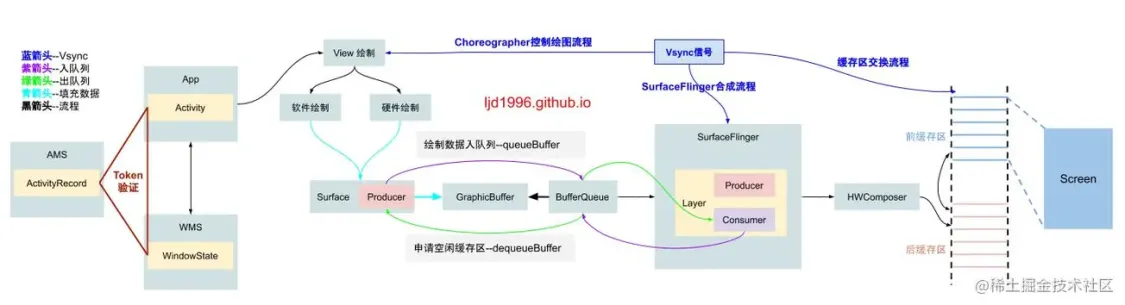 蓝箭头--Vsync
紫箭头--入队列
绿箭头--出队列
青箭头--填充数据
黑箭头--流程
AMS
ActivityRecord
Token
验证
App
Activity
WMS
WindowState
View 绘制
软件绘制
硬件绘制
Choreographer控制绘图流程
Vsync信号
缓存区交换流程
SurfaceFlinger合成流程
ljd1996.github.io
绘制数据入队列--queueBuffer
Surface
Producer
GraphicBuffer
BufferQueue
申请空闲缓存区--dequeueBuffer
SurfaceFlinger
Layer
Producer
Consumer
HWComposer
前缓存区
后缓存区
Screen
@稀土掘金技术社区